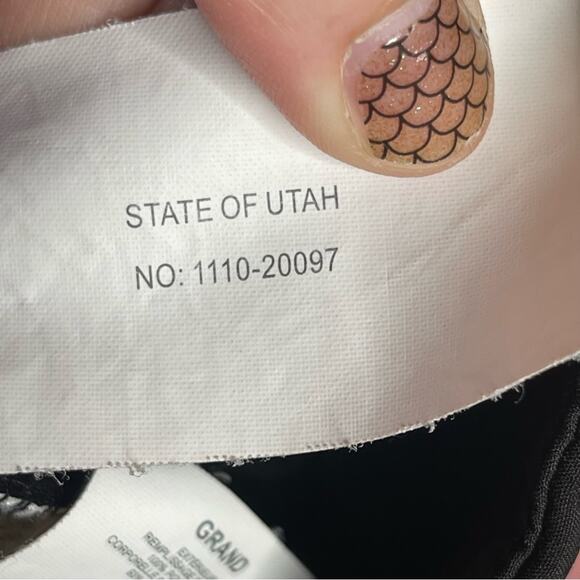 STATE OF UTAH
NO: 1110-20097
GRAND